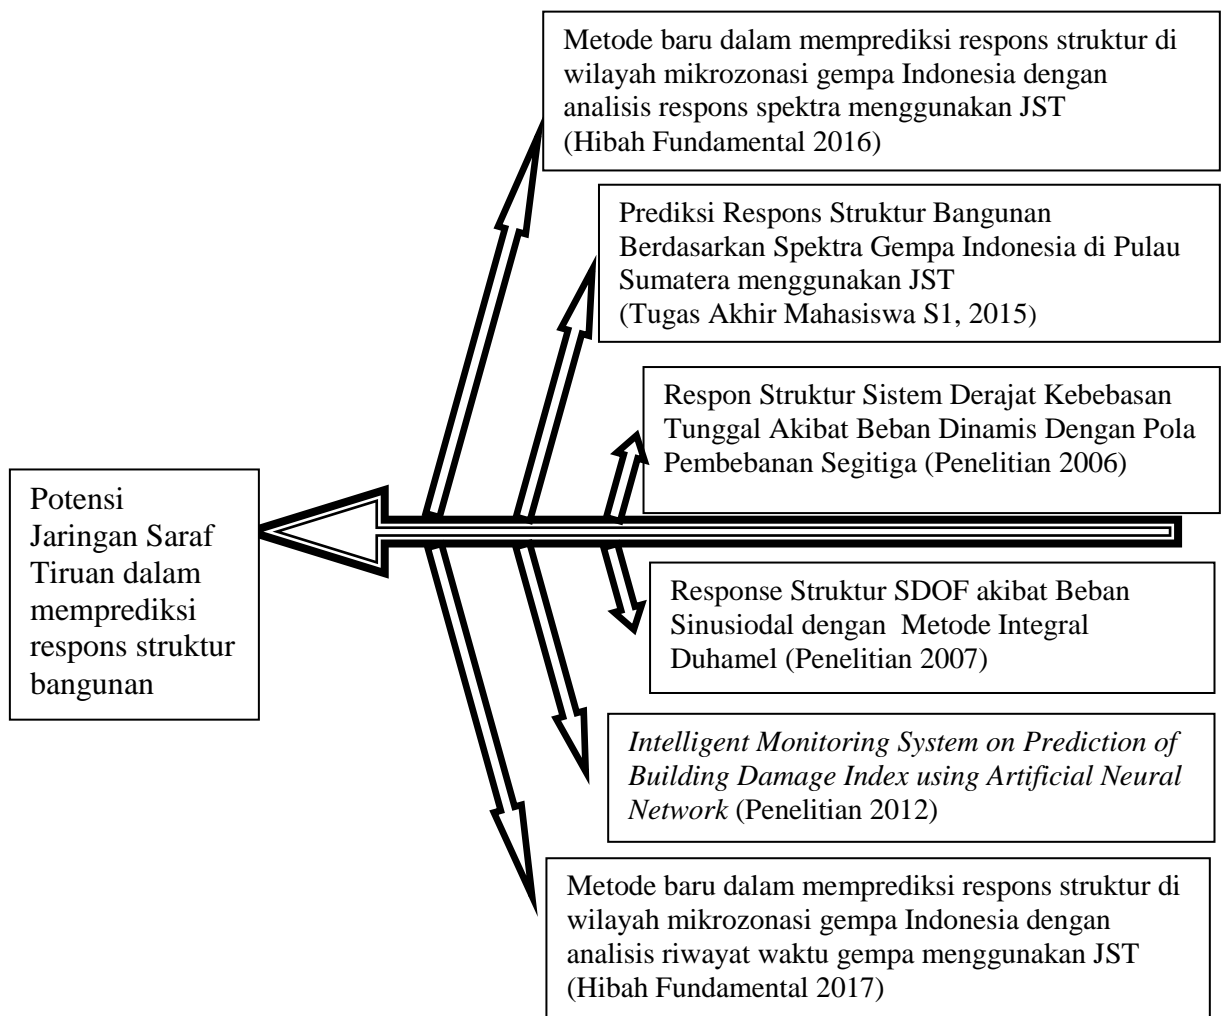 Metode baru dalam memprediksi respons struktur di
wilayah mikrozonasi gempa Indonesia dengan
analisis respons spektra menggunakan JST
(Hibah Fundamental 2016)
Prediksi Respons Struktur Bangunan
Berdasarkan Spektra Gempa Indonesia di Pulau
Sumatera menggunakan JST
(Tugas Akhir Mahasiswa S1, 2015)
Respon Struktur Sistem Derajat Kebebasan
Tunggal Akibat Beban Dinamis Dengan Pola
Pembebanan Segitiga (Penelitian 2006)
Potensi
Jaringan Saraf
Tiruan dalam
memprediksi
respons struktur
bangunan
Response Struktur SDOF akibat Beban
Sinusiodal dengan Metode Integral
Duhamel (Penelitian 2007)
Intelligent Monitoring System on Prediction of
Building Damage Index using Artificial Neural
Network (Penelitian 2012)
Metode baru dalam memprediksi respons struktur di
wilayah mikrozonasi gempa Indonesia dengan
analisis riwayat waktu gempa menggunakan JST
(Hibah Fundamental 2017)